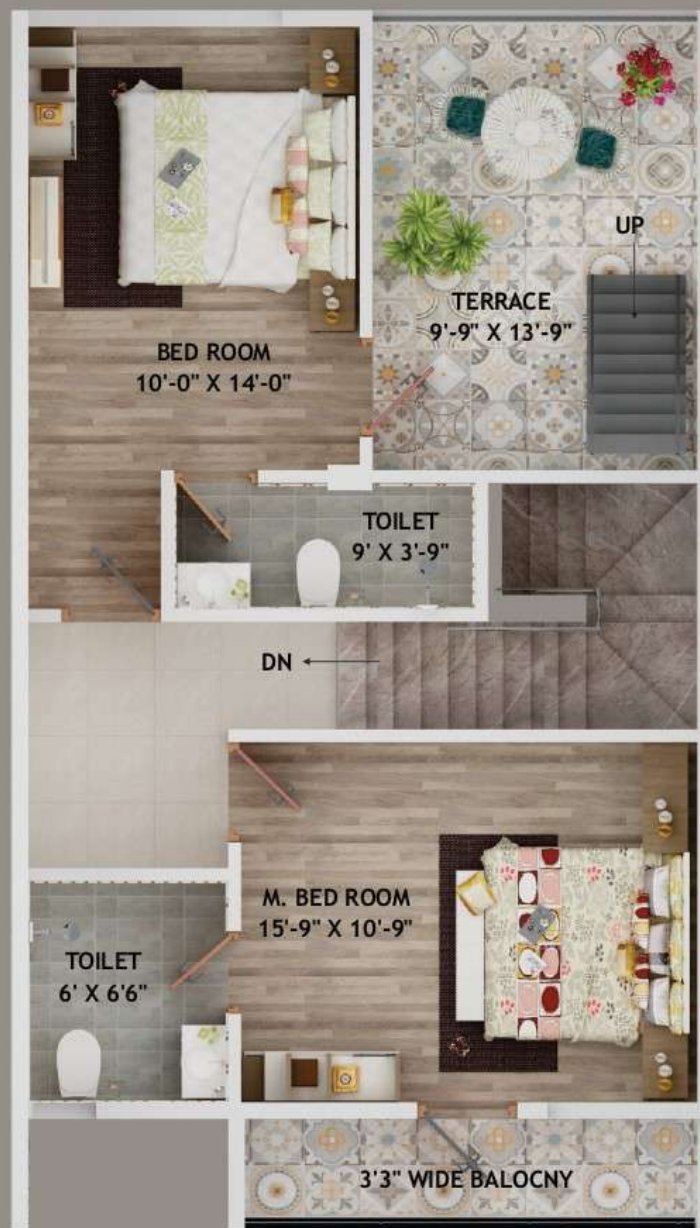 UP
TERRACE
9'-9" X 13'-9"
BED ROOM
10'-0" X 14'-0"
TOILET
9' X 3'-9"
DN
M. BED ROOM
15'-9" X 10'-9"
TOILET
6' X 6'6"
3'3" WIDE BALOCNY